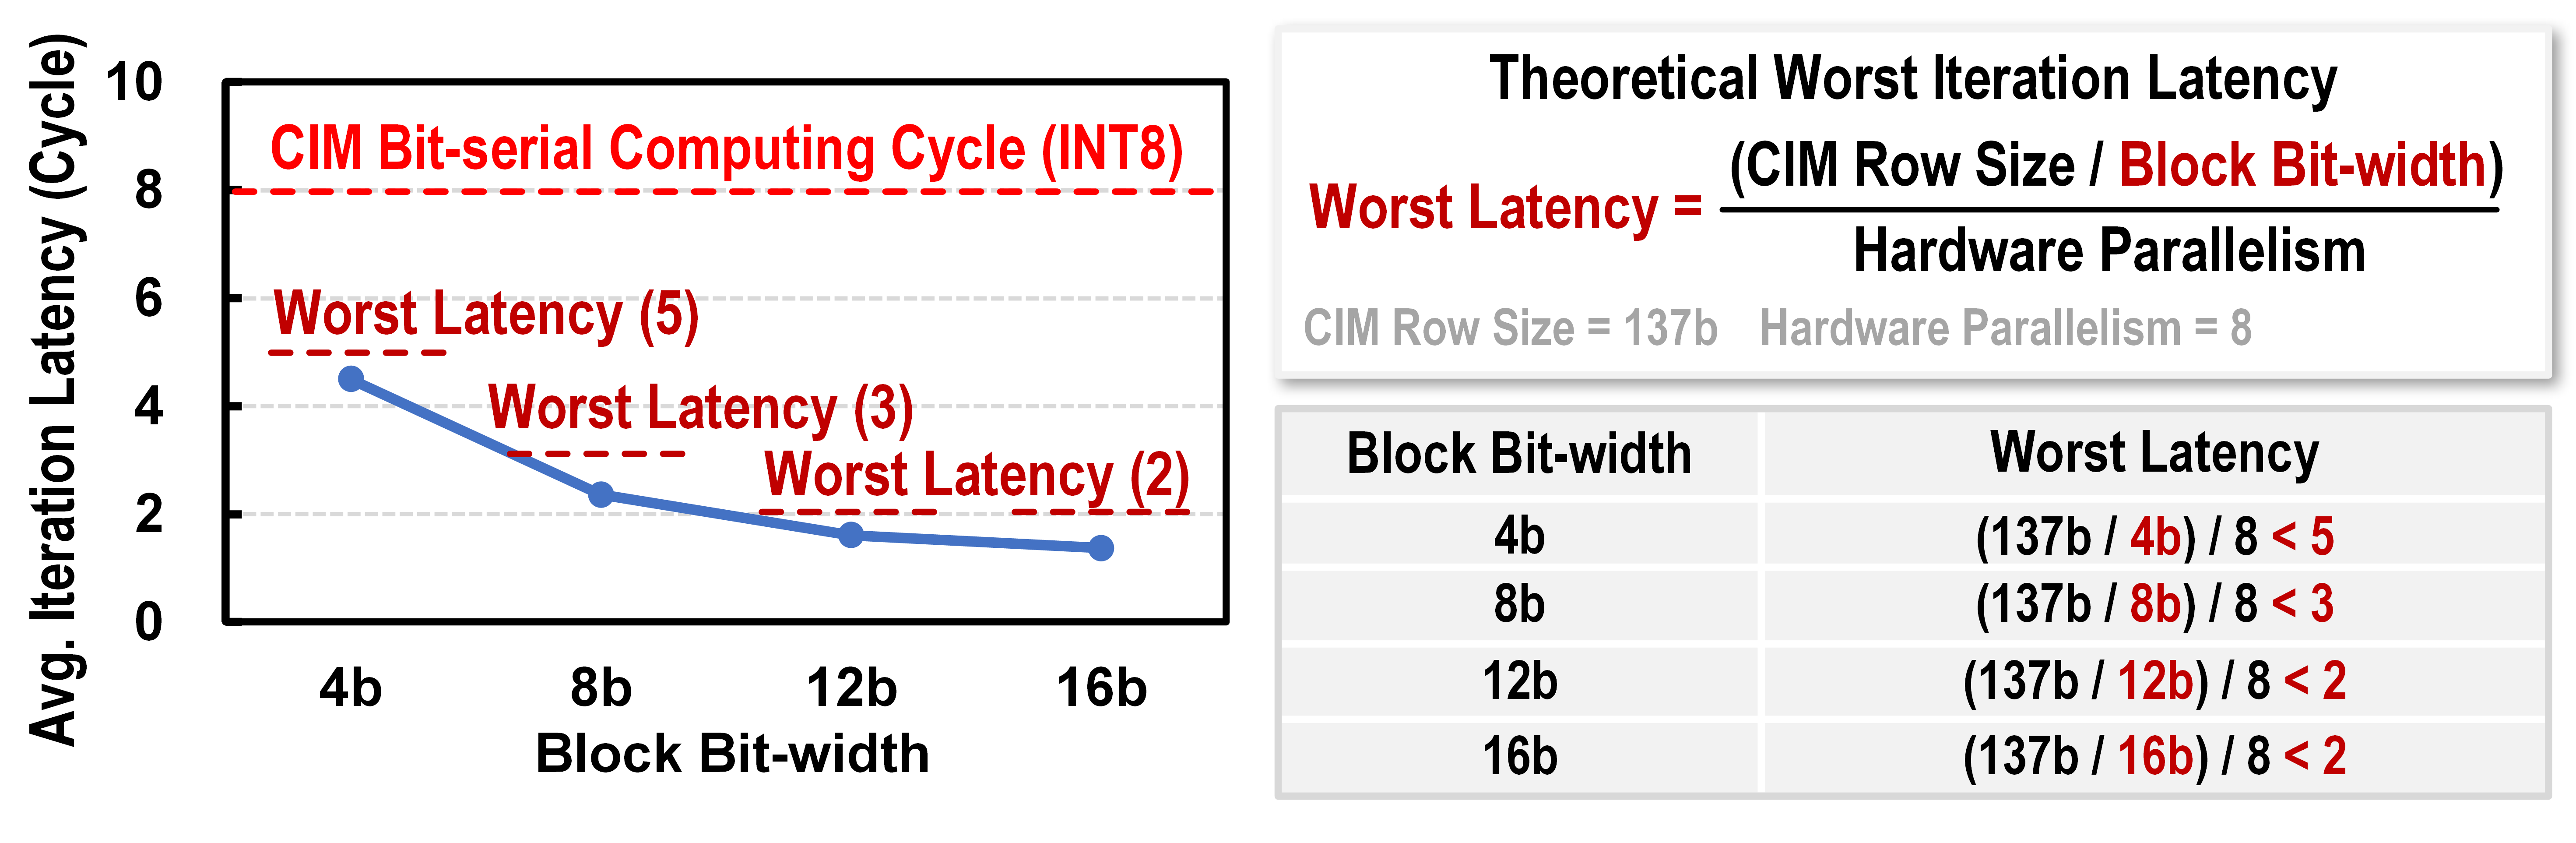 Avg. Iteration Latency (Cycle)
10
8
6
4
2
0
CIM Bit-serial Computing Cycle (INT8)
Worst Latency (5)
Worst Latency (3)
Worst Latency (2)
4b 8b 12b 16b
Block Bit-width
Theoretical Worst Iteration Latency
Worst Latency =
(CIM Row Size / Block Bit-width)
Hardware Parallelism
CIM Row Size = 137b Hardware Parallelism = 8
Block Bit-width Worst Latency
4b (137b / 4b) / 8 < 5
8b (137b / 8b) / 8 < 3
12b (137b / 12b) / 8 < 2
16b (137b / 16b) / 8 < 2